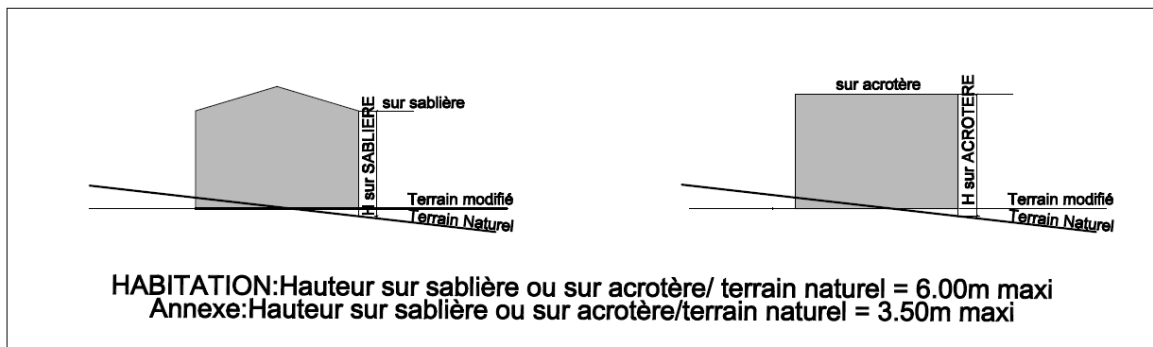 sur sablière
H sur SABLIERE
Terrain modifié
Terrain Naturel
sur acrotère
H sur ACROTERE
Terrain modifié
Terrain Naturel
HABITATION:Hauteur sur sablière ou sur acrotère/ terrain naturel = 6.00m maxi
Annexe:Hauteur sur sablière ou sur acrotère/terrain naturel = 3.50m maxi